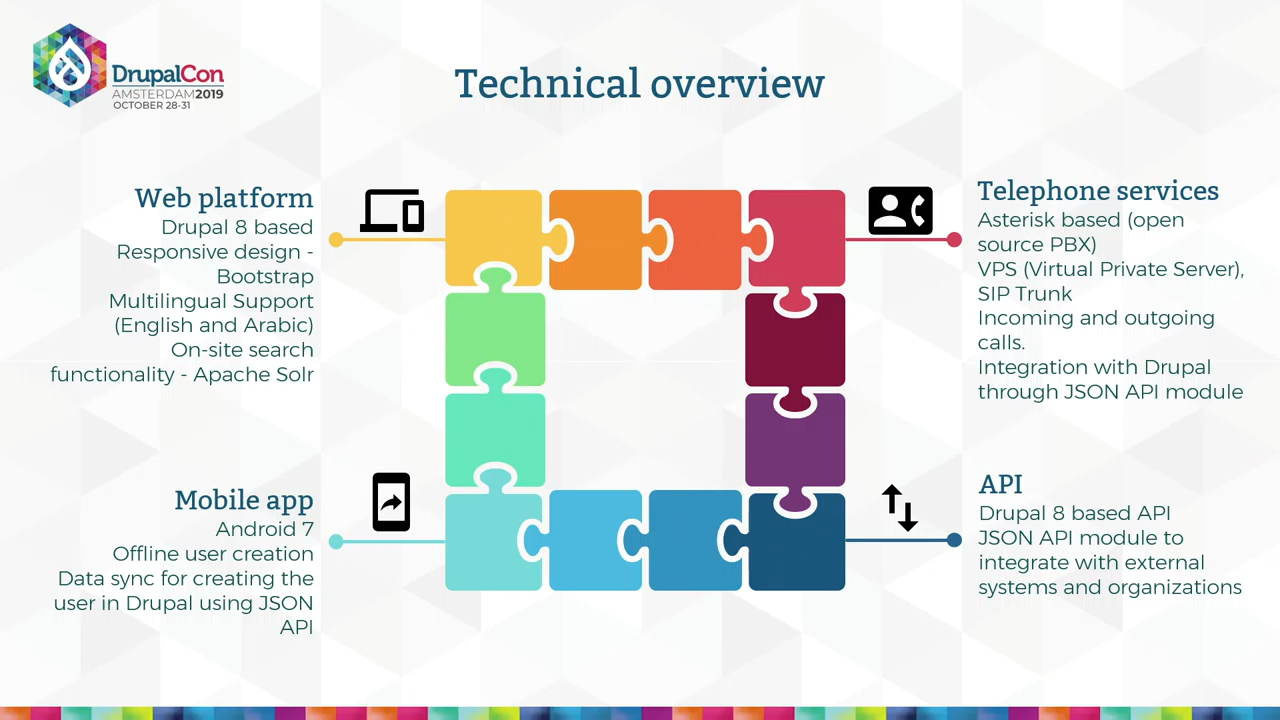 DrupalCon
AMSTERDAM2019
OCTOBER 28-31
Technical overview
Web platform
Drupal 8 based
Responsive design -
Bootstrap
Multilingual Support
(English and Arabic)
On-site search
functionality - Apache Solr
Telephone services
Asterisk based (open
source PBX)
VPS (Virtual Private Server),
SIP Trunk
Incoming and outgoing
calls.
Integration with Drupal
through JSON API module
Mobile app
Android 7
Offline user creation
Data sync for creating the
user in Drupal using JSON
API
API
Drupal 8 based API
JSON API module to
integrate with external
systems and organizations